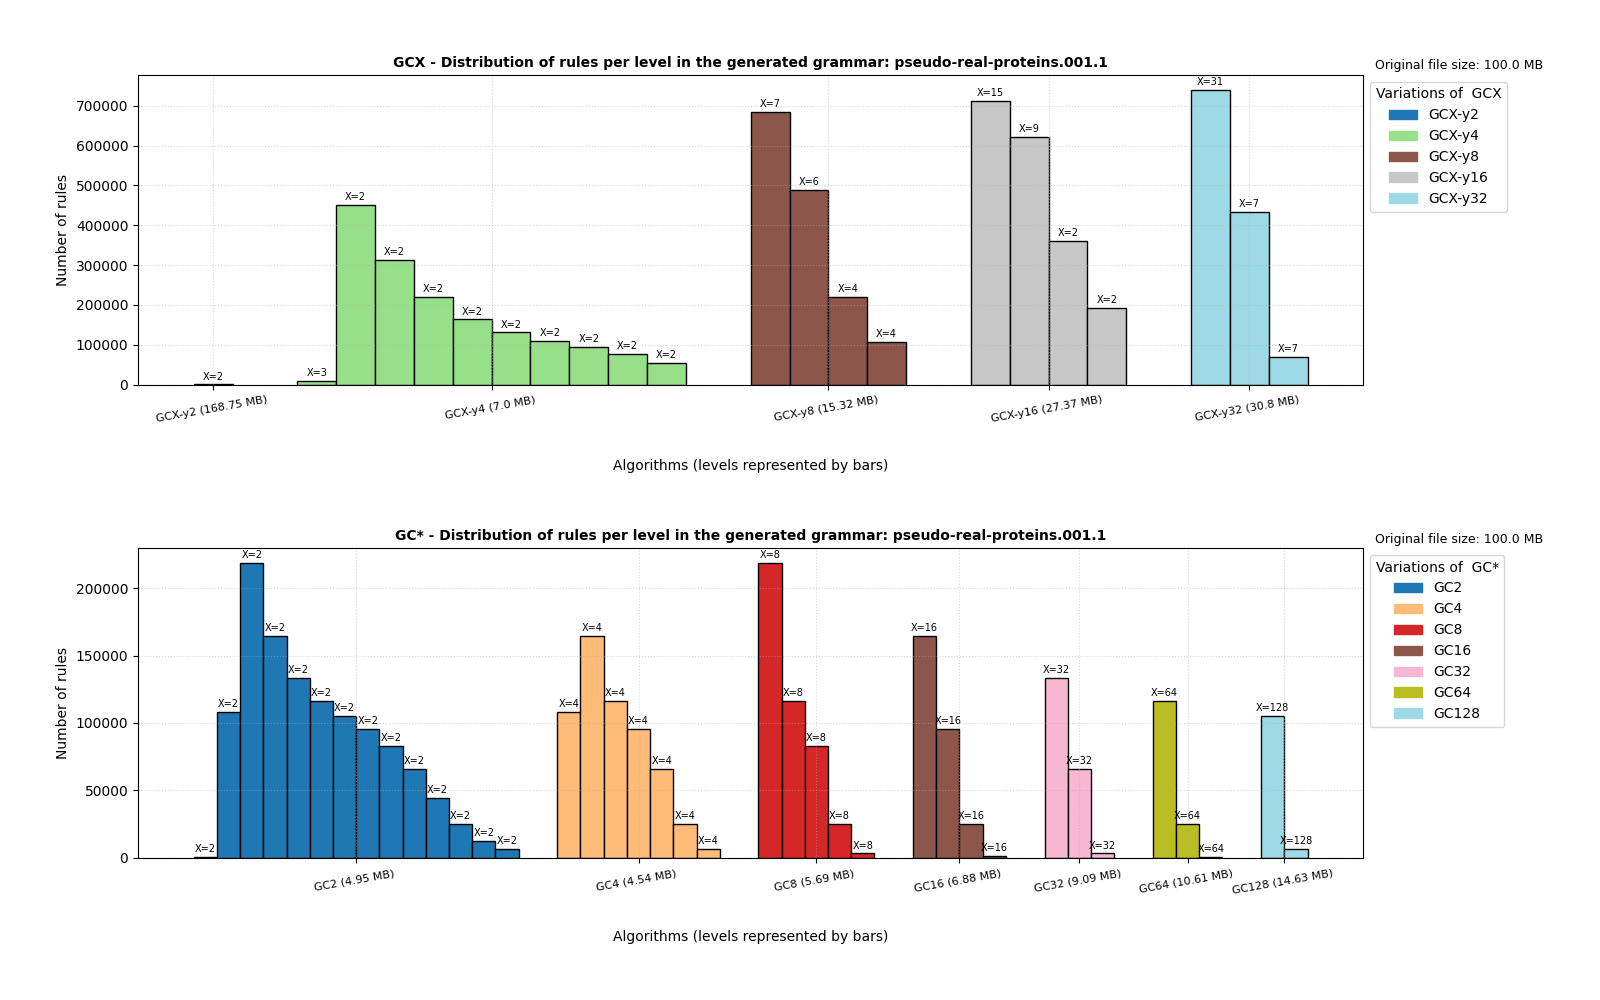 GCX - Distribution of rules per level in the generated grammar: pseudo-real-proteins.001.1
Original file size: 100.0 MB
Variations of  GCX
GCX-y2
GCX-y4
GCX-y8
GCX-y16
GCX-y32
Number of rules
700000
600000
500000
400000
300000
200000
100000
0
X=2
X=3
X=2
X=2
X=2
X=2
X=2
X=2
X=2
X=2
X=2
X=7
X=6
X=4
X=4
X=15
X=9
X=2
X=2
X=31
X=7
X=7
GCX-y2 (168.75 MB)
GCX-y4 (7.0 MB)
GCX-y8 (15.32 MB)
GCX-y16 (27.37 MB)
GCX-y32 (30.8 MB)
Algorithms (levels represented by bars)
GC* - Distribution of rules per level in the generated grammar: pseudo-real-proteins.001.1
Original file size: 100.0 MB
Variations of  GC*
GC2
GC4
GC8
GC16
GC32
GC64
GC128
Number of rules
200000
150000
100000
50000
0
X=2
X=2
X=2
X=2
X=2
X=2
X=2
X=2
X=2
X=2
X=2
X=2
X=2
X=2
X=4
X=4
X=4
X=4
X=4
X=4
X=4
X=8
X=8
X=8
X=8
X=8
X=16
X=16
X=16
X=16
X=32
X=32
X=32
X=64
X=64
X=64
X=128
X=128
GC2 (4.95 MB)
GC4 (4.54 MB)
GC8 (5.69 MB)
GC16 (6.88 MB)
GC32 (9.09 MB)
GC64 (10.61 MB)
GC128 (14.63 MB)
Algorithms (levels represented by bars)